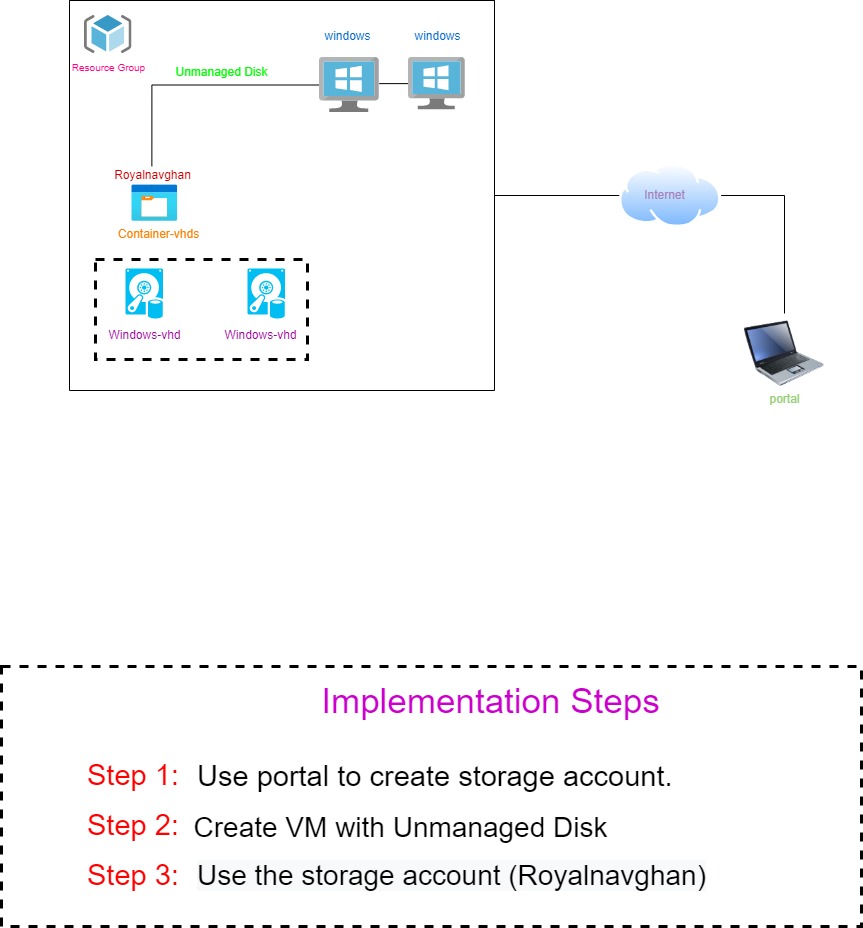 windows
windows
Resource Group
Unmanaged Disk
Royalnavghan
Internet
Container-vhds
Windows-vhd
Windows-vhd
portal
Implementation Steps
Step 1: Use portal to create storage account.
Step 2: Create VM with Unmanaged Disk
Step 3: Use the storage account (Royalnavghan)